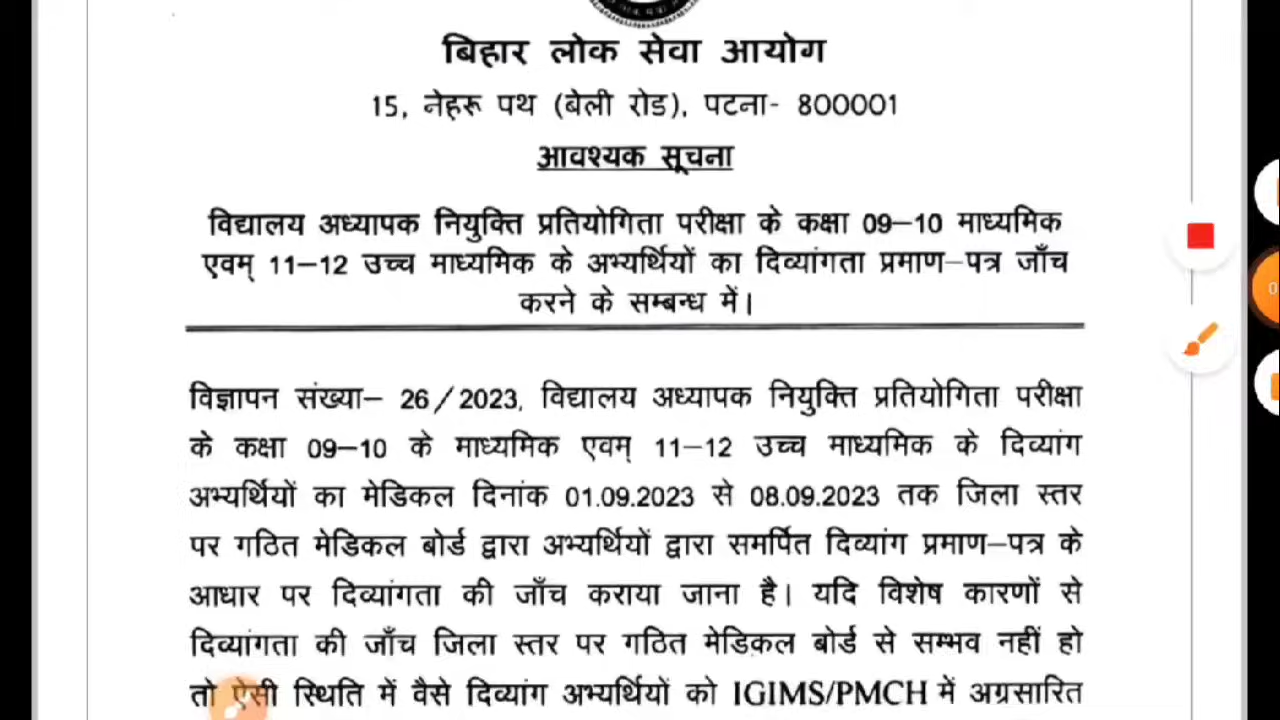 बिहार लोक सेवा आयोग
15, नेहरू पथ (बेली रोड), पटना- 800001
आवश्यक सूचना
विद्यालय अध्यापक नियुक्ति प्रतियोगिता परीक्षा के कक्षा 09–10 माध्यमिक
एवम् 11–12 उच्च माध्यमिक के अभ्यर्थियों का दिव्यांगता प्रमाण–पत्र जाँच
करने के सम्बन्ध में।
विज्ञापन संख्या– 26/2023, विद्यालय अध्यापक नियुक्ति प्रतियोगिता परीक्षा
के कक्षा 09–10 के माध्यमिक एवम् 11–12 उच्च माध्यमिक के दिव्यांग
अभ्यर्थियों का मेडिकल दिनांक 01.09.2023 से 08.09.2023 तक जिला स्तर
पर गठित मेडिकल बोर्ड द्वारा अभ्यर्थियों द्वारा समर्पित दिव्यांग प्रमाण–पत्र के
आधार पर दिव्यांगता की जाँच कराया जाना है। यदि विशेष कारणों से
दिव्यांगता की जाँच जिला स्तर पर गठित मेडिकल बोर्ड से सम्भव नहीं हो
तो ऐसी स्थिति में वैसे दिव्यांग अभ्यर्थियों को IGIMS/PMCH में अग्रसारित